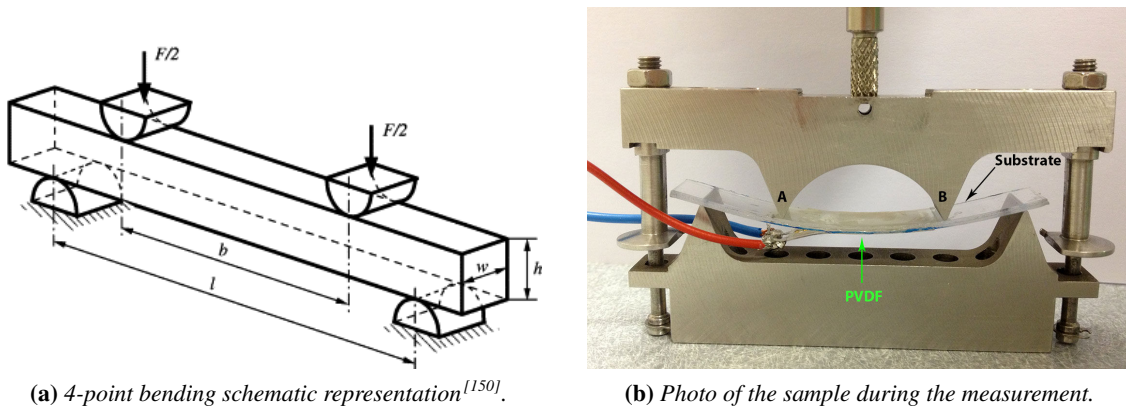 F/2
F/2
b
l
w
h
A
B
Substrate
PVDF
(a) 4-point bending schematic representation[150].
(b) Photo of the sample during the measurement.